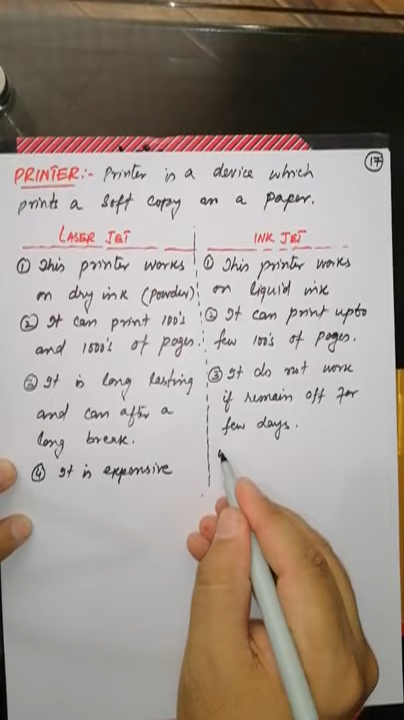 17
PRINTER:- Printer is a device which
prints a soft copy on a paper.
LASER JET
① This printer works
on dry ink (powder)
② It can print 100's
and 1000's of pages.
③ It is long lasting
and can after a
long break.
④ It is expensive
INK JET
① This printer works
on liquid ink
② It can print upto
few 100's of pages.
③ It do not work
if remain off for
few days.